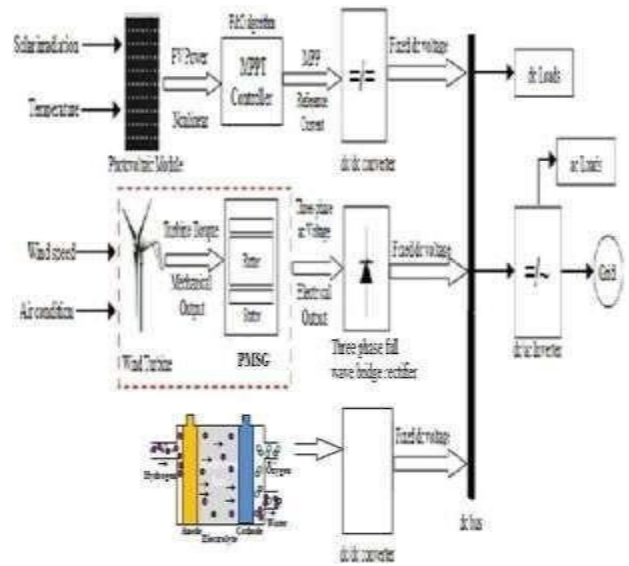 P&O algorithm
Solar irradiation
PV Power
MPPT
Controller
MPP
Fixed dc voltage
dc Loads
Temperature
Nonlinear
Reference
Current
Photovoltaic Module
dc/dc converter
ac Loads
Three phase
ac Voltage
Wind speed
Turbine Torque
Rotor
Fixed dc voltage
Grid
Air condition
Mechanical
Output
Stator
Electrical
Output
Wind Turbine
PMSG
Three phase full
wave bridge rectifier
dc/ac Inverter
Fixed dc voltage
Hydrogen
Oxygen
Water
Anode
Cathode
Electrolyte
dc/dc converter
dc bus